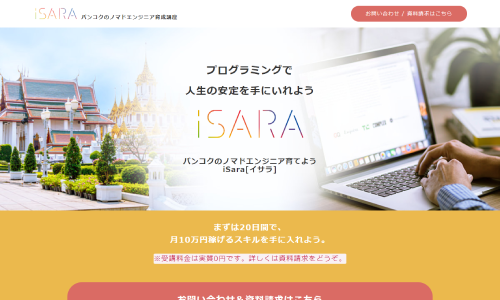 iSARA バンコクのノマドエンジニア育成講座
お問い合わせ / 資料請求はこちら
プログラミングで
人生の安定を手にいれよう
iSARA
バンコクのノマドエンジニア育てよう
iSara[イサラ]
まずは20日間で、
月10万円稼げるスキルを手に入れよう。
※受講料金は実質0円です。詳しくは資料請求をどうぞ。
お問い合わせ＆資料請求はこちら